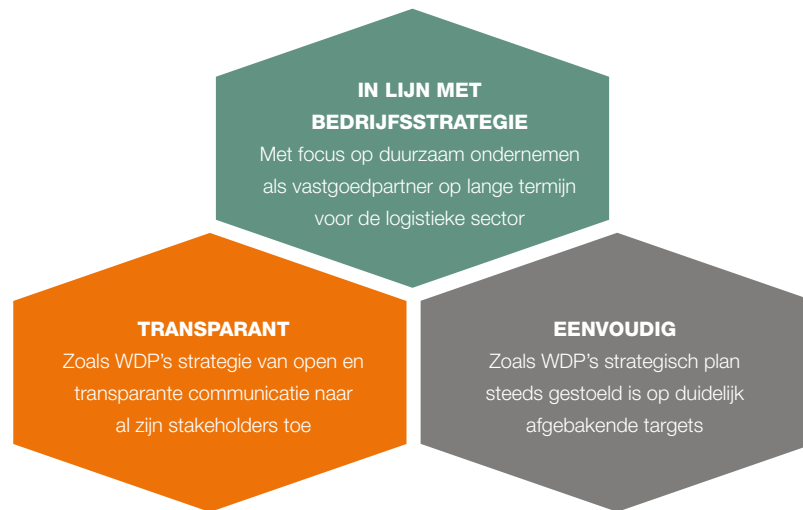 IN LIJN MET
BEDRIJFSSTRATEGIE
Met focus op duurzaam ondernemen
als vastgoedpartner op lange termijn
voor de logistieke sector
TRANSPARANT
Zoals WDP's strategie van open en
transparante communicatie naar
al zijn stakeholders toe
EENVOUDIG
Zoals WDP's strategisch plan
steeds gestoeld is op duidelijk
afgebakende targets